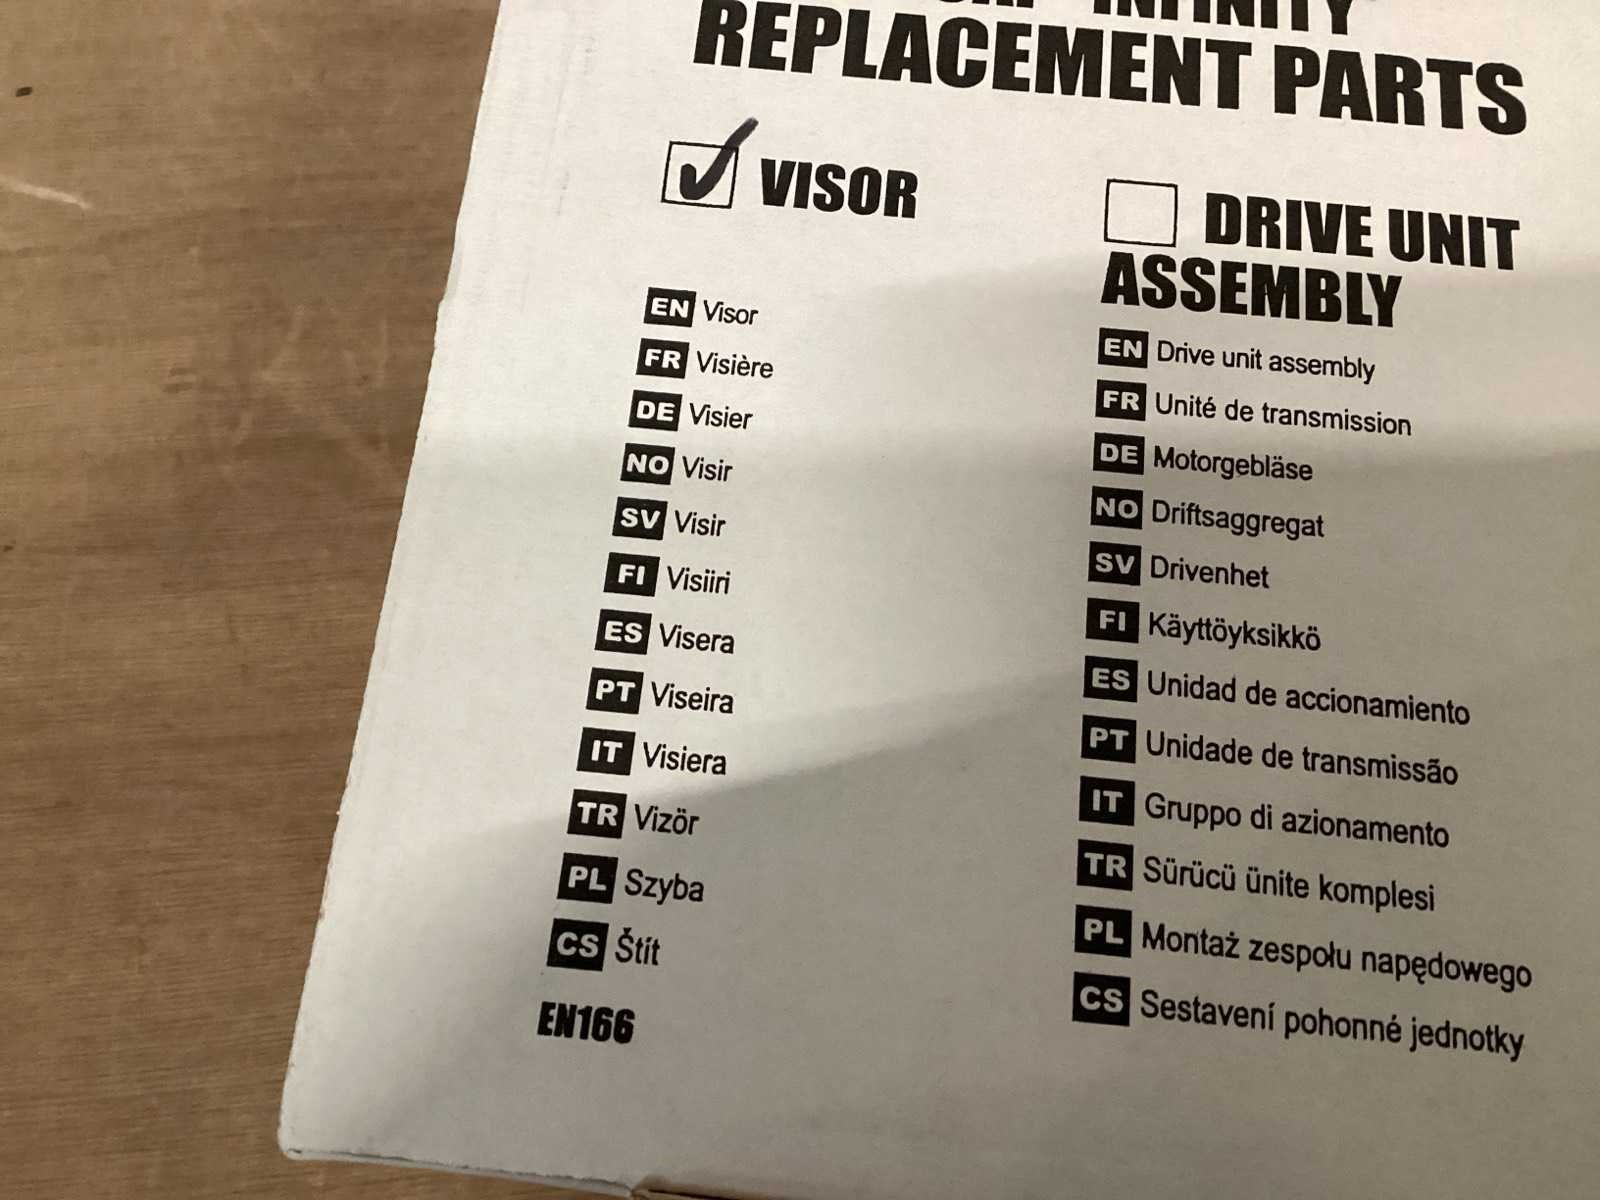 INFINITY
REPLACEMENT PARTS
VISOR
EN Visor
FR Visière
DE Visier
NO Visir
SV Visir
FI Visiiri
ES Visera
PT Viseira
IT Visiera
TR Vizör
PL Szyba
CS Štít
EN166
DRIVE UNIT
ASSEMBLY
EN Drive unit assembly
FR Unité de transmission
DE Motorgebläse
NO Driftsaggregat
SV Drivenhet
FI Käyttöyksikkö
ES Unidad de accionamiento
PT Unidade de transmissão
IT Gruppo di azionamento
TR Sürücü ünite komplesi
PL Montaż zespołu napędowego
CS Sestavení pohonné jednotky